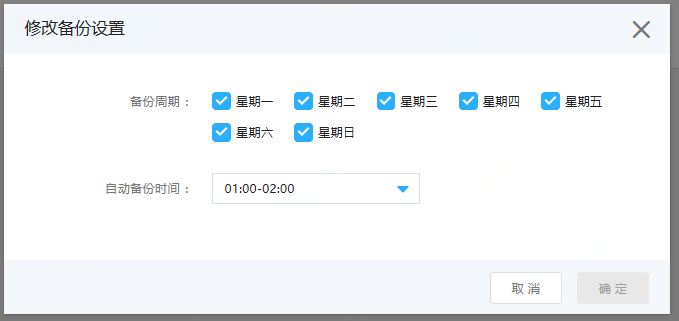 修改备份设置
备份周期： 星期一 星期二 星期三 星期四 星期五
星期六 星期日
自动备份时间： 01:00-02:00
取 消 确 定